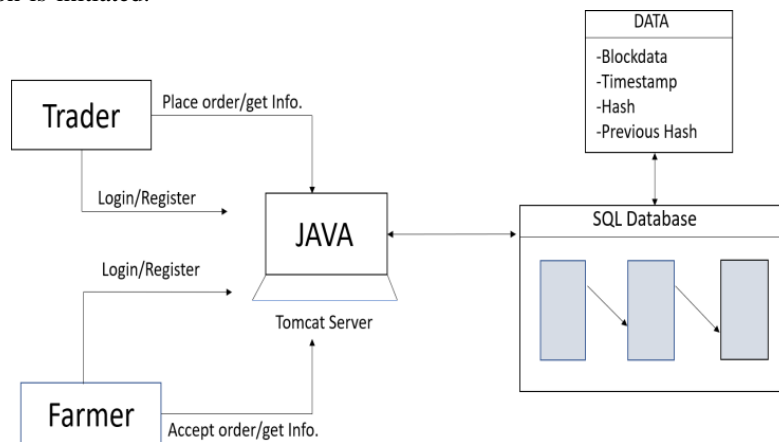 DATA
-Blockdata
-Timestamp
-Hash
-Previous Hash
Trader
Place order/get Info.
Login/Register
JAVA
SQL Database
Login/Register
Tomcat Server
Farmer
Accept order/get Info.